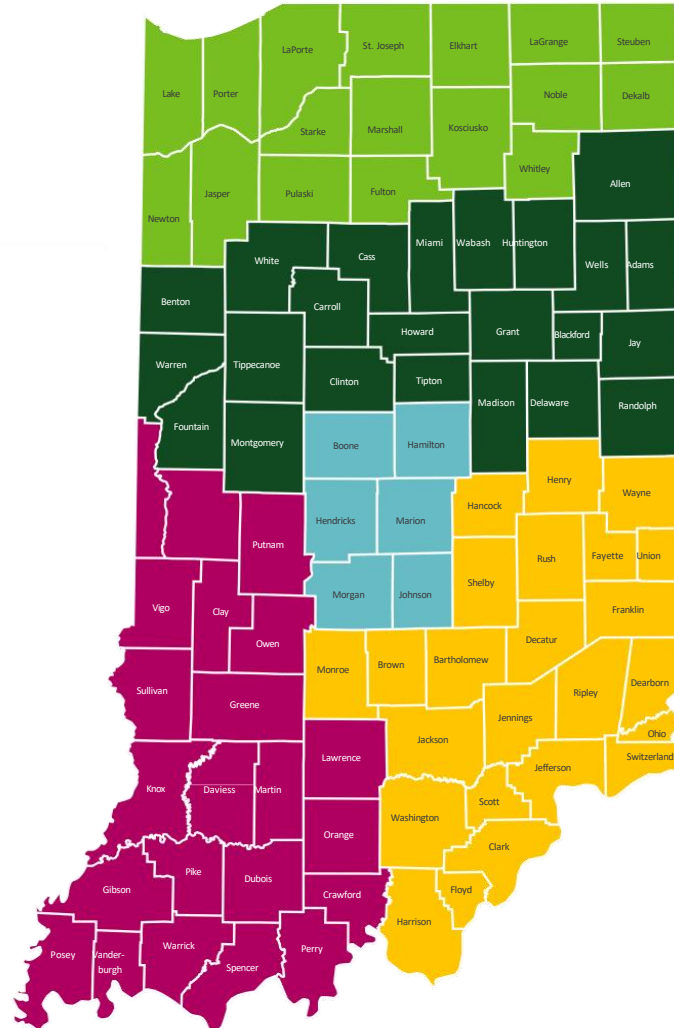 LaPorte
St. Joseph
Elkhart
LaGrange
Steuben
Lake
Porter
Noble
Dekalb
Starke
Marshall
Kosciusko
Whitley
Allen
Newton
Jasper
Pulaski
Fulton
White
Cass
Miami
Wabash
Huntington
Wells
Adams
Benton
Carroll
Howard
Grant
Blackford
Jay
Warren
Tippecanoe
Clinton
Tipton
Madison
Delaware
Randolph
Fountain
Montgomery
Boone
Hamilton
Henry
Wayne
Hancock
Hendricks
Marion
Putnam
Rush
Fayette
Union
Shelby
Vigo
Clay
Morgan
Johnson
Franklin
Owen
Decatur
Monroe
Brown
Bartholomew
Dearborn
Sullivan
Greene
Ripley
Jennings
Ohio
Jackson
Switzerland
Lawrence
Jefferson
Knox
Daviess
Martin
Scott
Washington
Orange
Clark
Pike
Dubois
Gibson
Crawford
Floyd
Harrison
Posey
Vander-
burgh
Warrick
Spencer
Perry